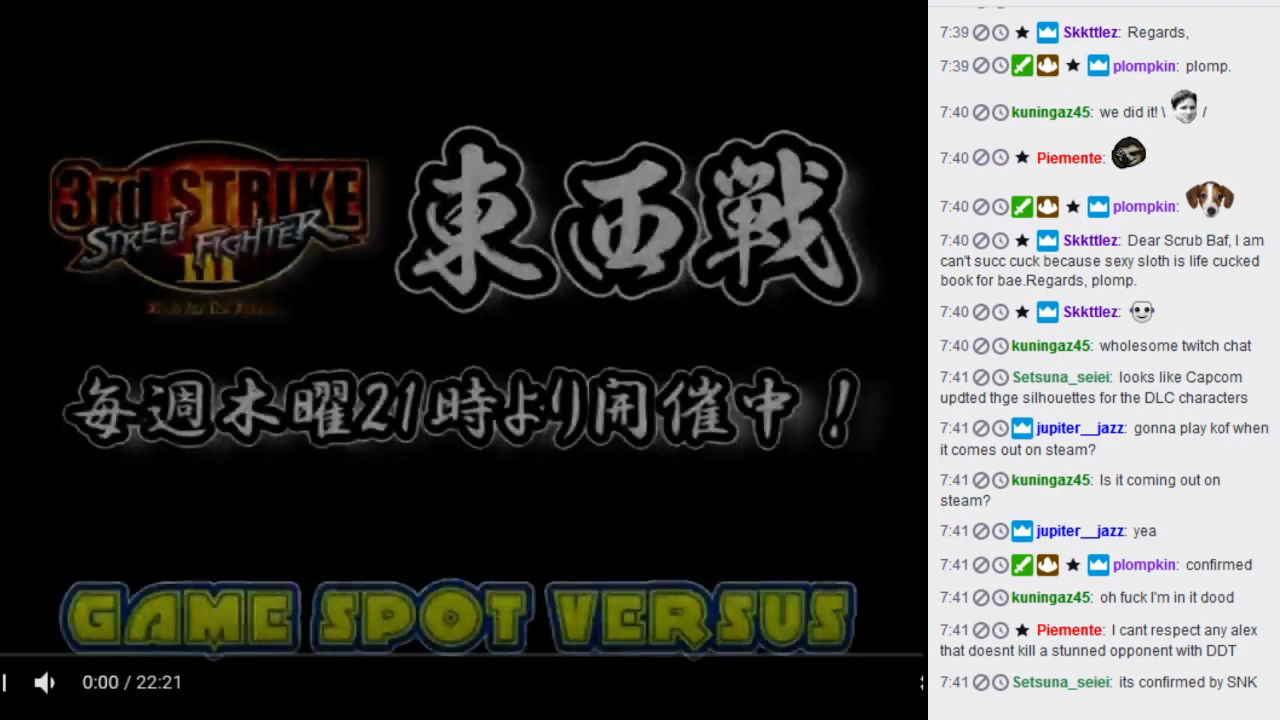 3rd STRIKE
STREET FIGHTER
III
東西戦
毎週木曜21時より開催中！
GAME SPOT VERSUS
0:00 / 22:21
7:39 Skkttlez: Regards,
7:39 plompkin: plomp.
7:40 kuningaz45: we did it! \ /
7:40 Piemente:
7:40 plompkin:
7:40 Skkttlez: Dear Scrub Baf, I am
can't succ cuck because sexy sloth is life cucked
book for bae.Regards, plomp.
7:40 Skkttlez:
7:40 kuningaz45: wholesome twitch chat
7:41 Setsuna_seiei: looks like Capcom
updted thge silhouettes for the DLC characters
7:41 jupiter__jazz: gonna play kof when
it comes out on steam?
7:41 kuningaz45: Is it coming out on
steam?
7:41 jupiter__jazz: yea
7:41 plompkin: confirmed
7:41 kuningaz45: oh fuck I'm in it dood
7:41 Piemente: I cant respect any alex
that doesnt kill a stunned opponent with DDT
7:41 Setsuna_seiei: its confirmed by SNK